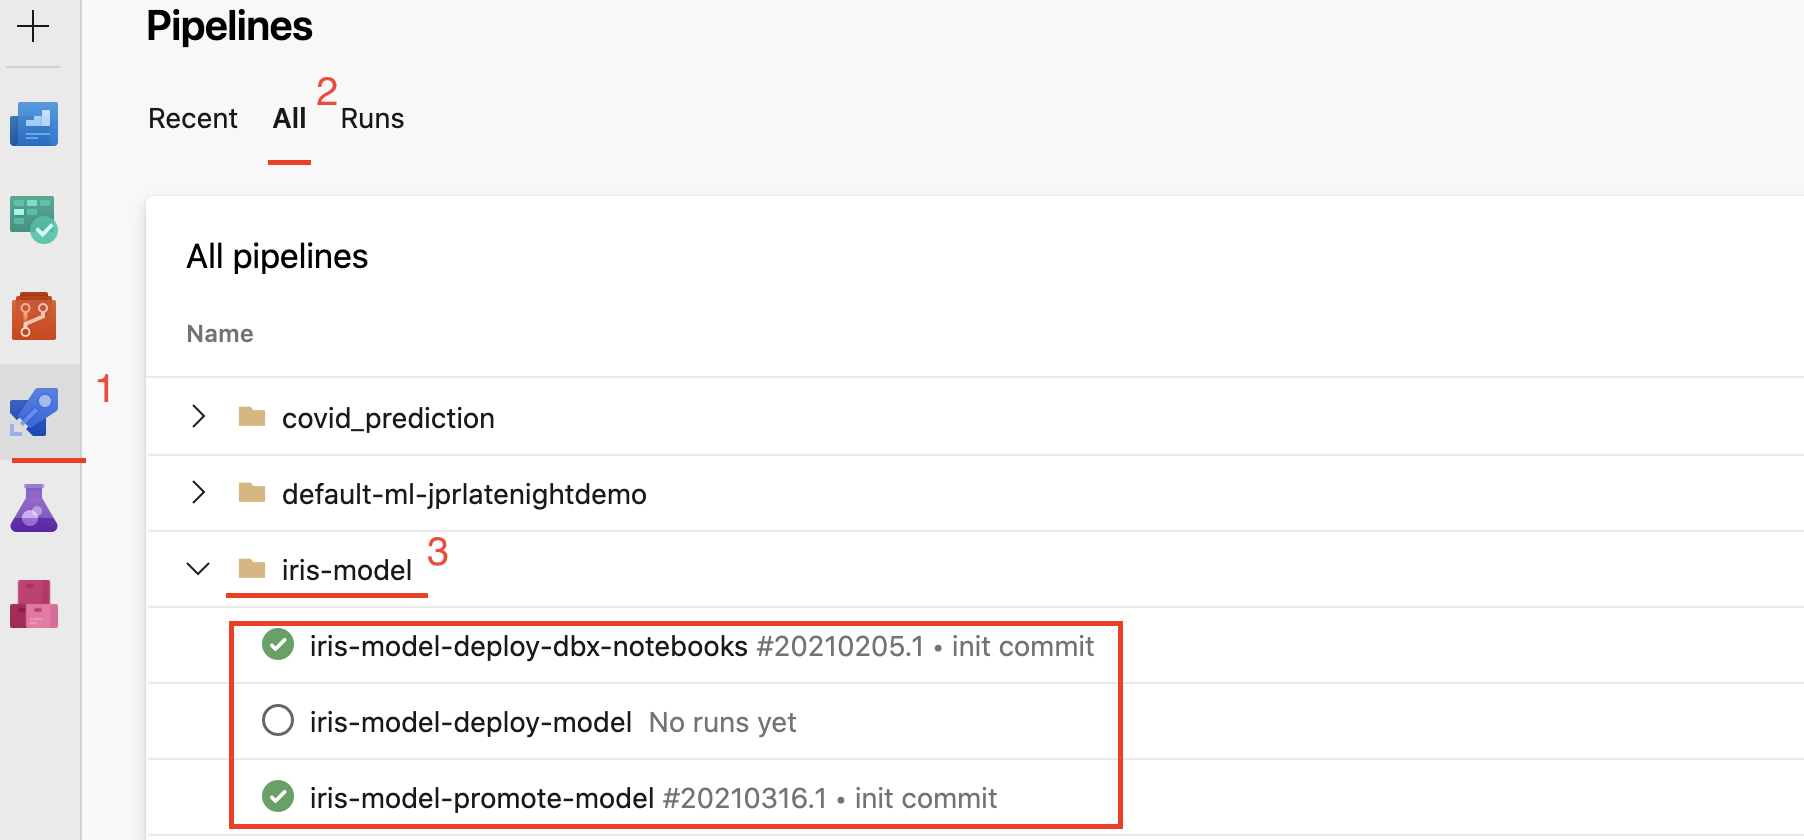 Pipelines
2
Recent All Runs
All pipelines
Name
1
covid_prediction
default-ml-jprlatenightdemo
iris-model 3
iris-model-deploy-dbx-notebooks #20210205.1 • init commit
iris-model-deploy-model No runs yet
iris-model-promote-model #20210316.1 • init commit